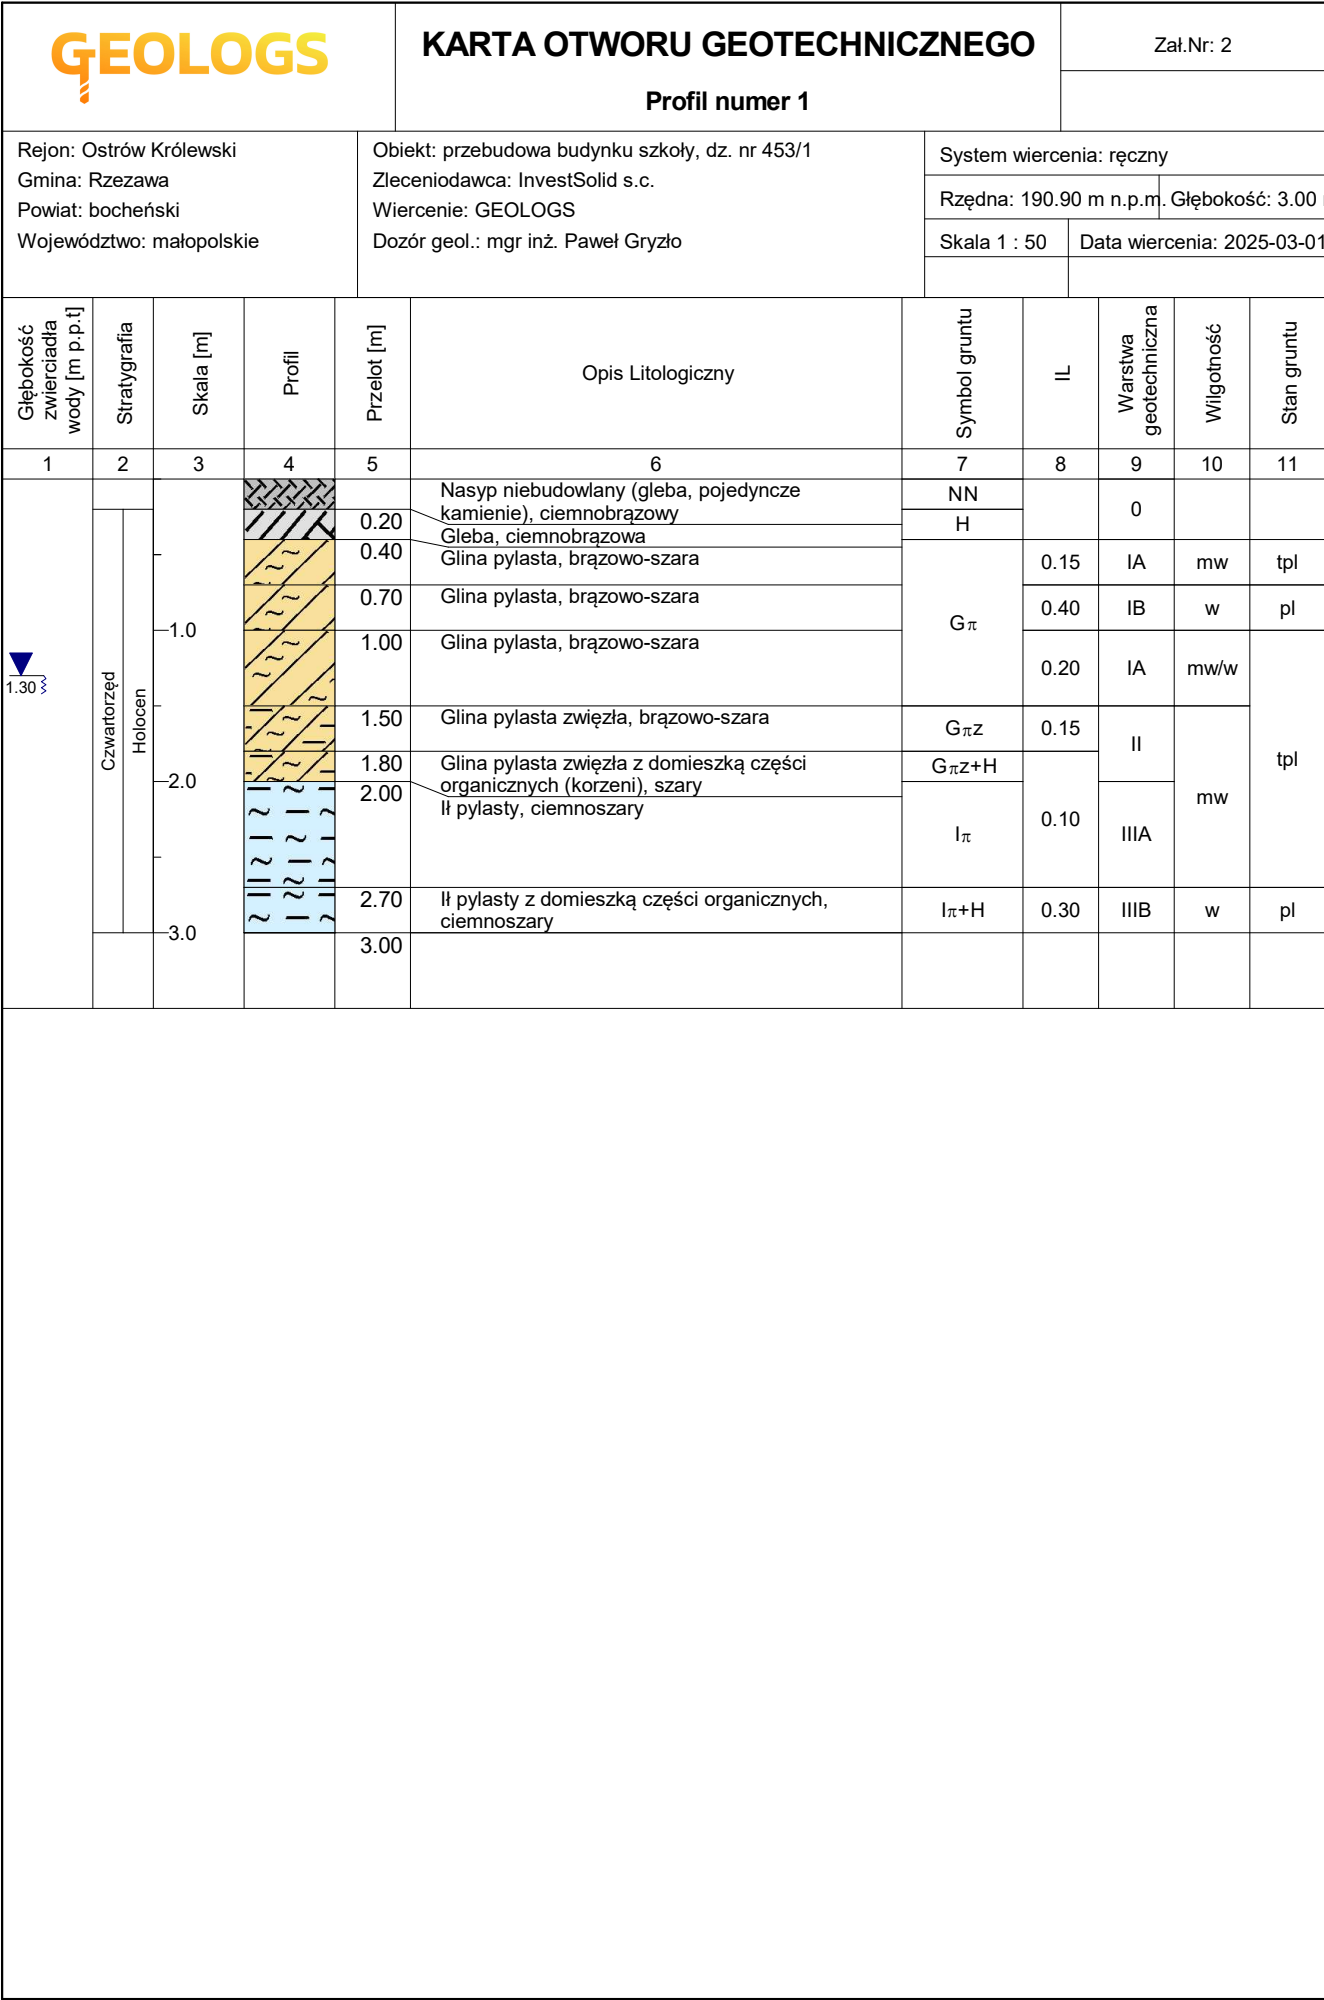 GEOLOGS
KARTA OTWORU GEOTECHNICZNEGO
Profil numer 1
Zał.Nr: 2
Rejon: Ostrów Królewski
Gmina: Rzezawa
Powiat: bocheński
Województwo: małopolskie
Obiekt: przebudowa budynku szkoły, dz. nr 453/1
Zleceniodawca: InvestSolid s.c.
Wiercenie: GEOLOGS
Dozór geol.: mgr inż. Paweł Gryzło
System wiercenia: ręczny
Rzędna: 190.90 m n.p.m. Głębokość: 3.00
Skala 1 : 50 Data wiercenia: 2025-03-01
Głębokość
zwierciadła
wody [m p.p.t]
Stratygrafia
Skala [m]
Profil
Przelot [m]
Opis Litologiczny
Symbol gruntu
IL
Warstwa
geotechniczna
Wilgotność
Stan gruntu
1 2 3 4 5 6 7 8 9 10 11
Nasyp niebudowlany (gleba, pojedyncze
kamienie), ciemnobrązowy
NN
0
0.20
Gleba, ciemnobrązowa
H
0.40 Glina pylasta, brązowo-szara 0.15 IA mw tpl
0.70 Glina pylasta, brązowo-szara 0.40 IB w pl
Gπ
1.0
1.00 Glina pylasta, brązowo-szara 0.20 IA mw/w
1.30
Czwartorzęd
Holocen
1.50 Glina pylasta zwięzła, brązowo-szara Gπz 0.15 II
tpl
1.80 Glina pylasta zwięzła z domieszką części
organicznych (korzeni), szary
Gπz+H
2.0
mw
2.00 Ił pylasty, ciemnoszary Iπ 0.10 IIIA
2.70 Ił pylasty z domieszką części organicznych,
ciemnoszary
Iπ+H 0.30 IIIB w pl
3.0
3.00